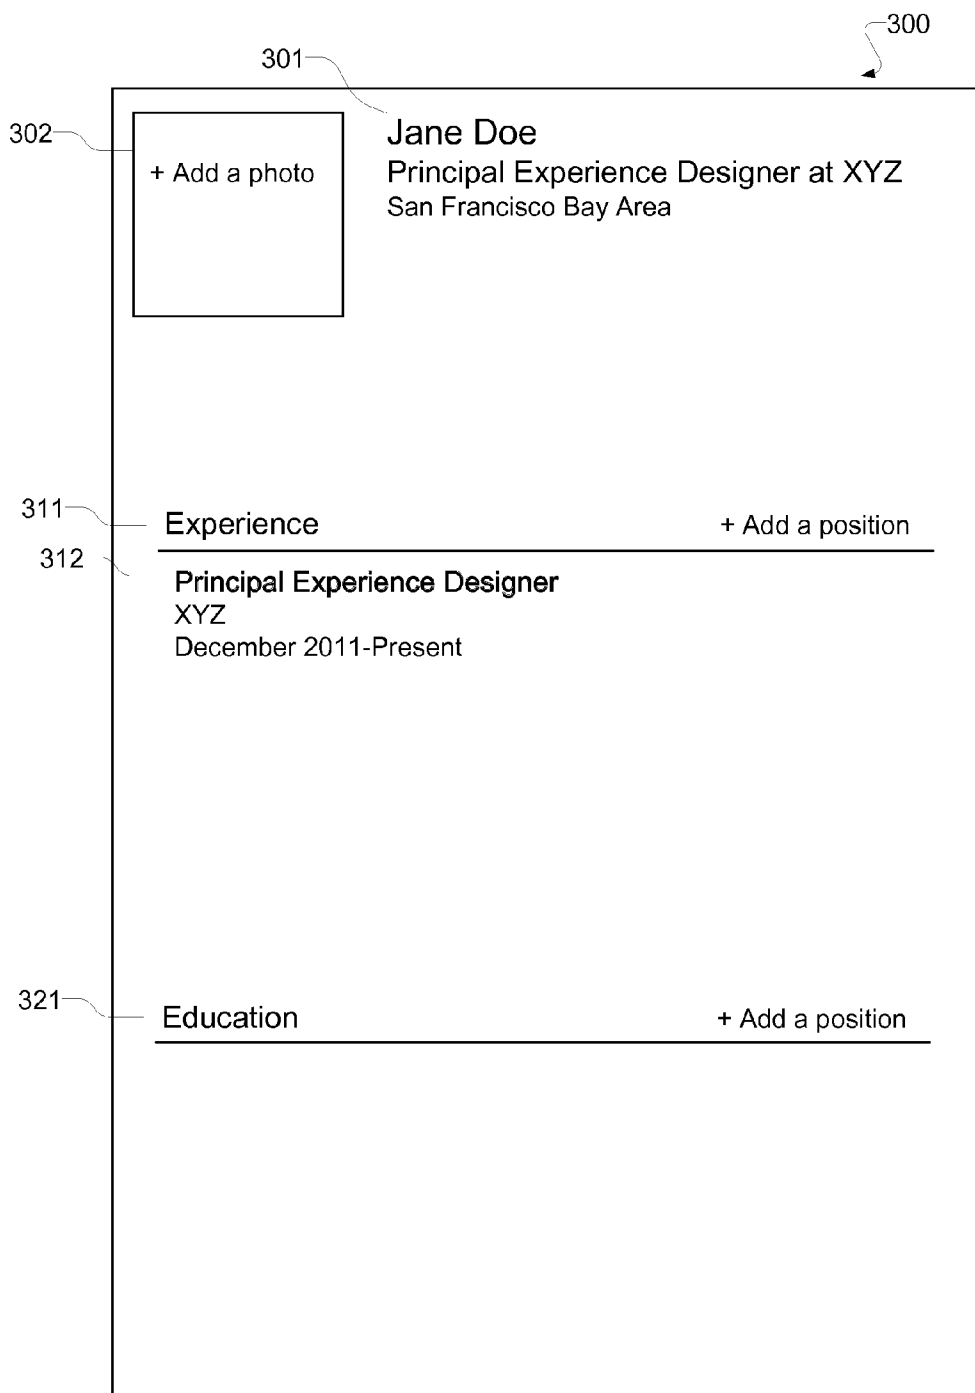 300
301
302
+ Add a photo
Jane Doe
Principal Experience Designer at XYZ
San Francisco Bay Area
311
Experience
+ Add a position
312
Principal Experience Designer
XYZ
December 2011-Present
321
Education
+ Add a position